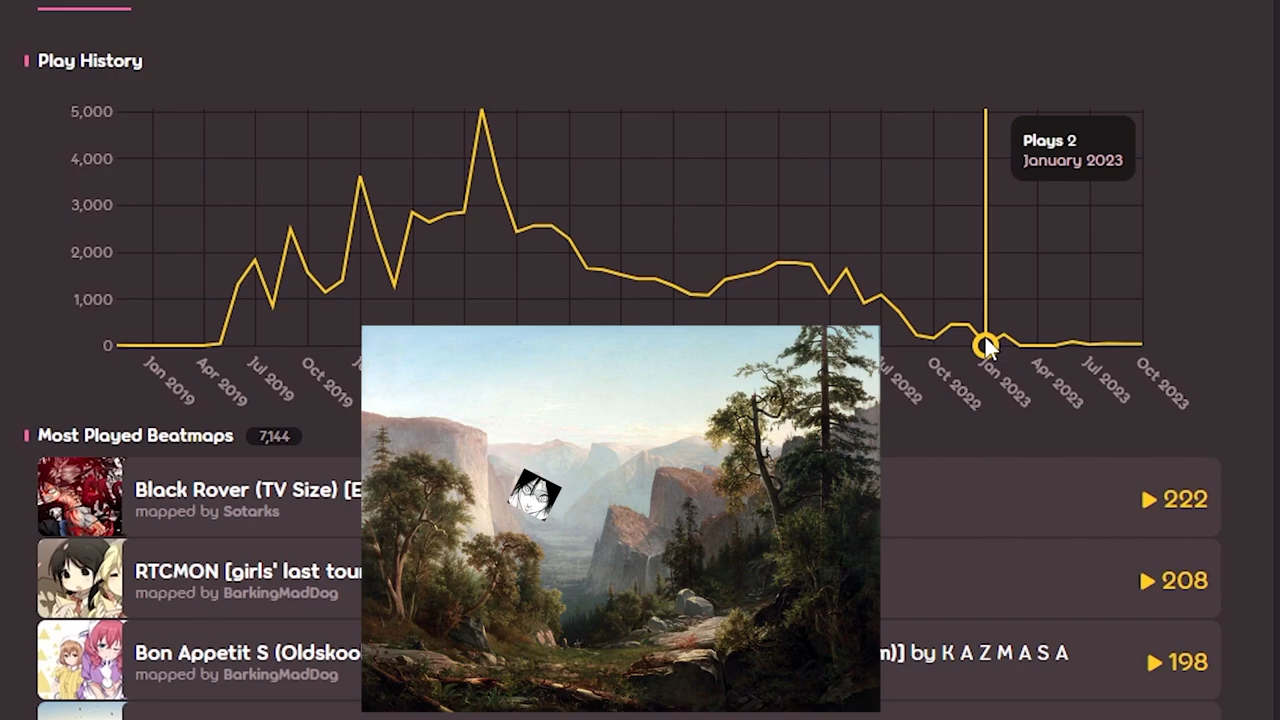 Play History
5,000
4,000
3,000
2,000
1,000
0
Plays 2
January 2023
Jan 2019
Apr 2019
Jul 2019
Oct 2019
Jul 2022
Oct 2022
Jan 2023
Apr 2023
Jul 2023
Oct 2023
Most Played Beatmaps 7,144
Black Rover (TV Size) [E
mapped by Sotarks
222
RTCMON [girls' last tour
mapped by BarkingMadDog
208
Bon Appetit S (Oldskool
m)] by K A Z M A S A
mapped by BarkingMadDog
198